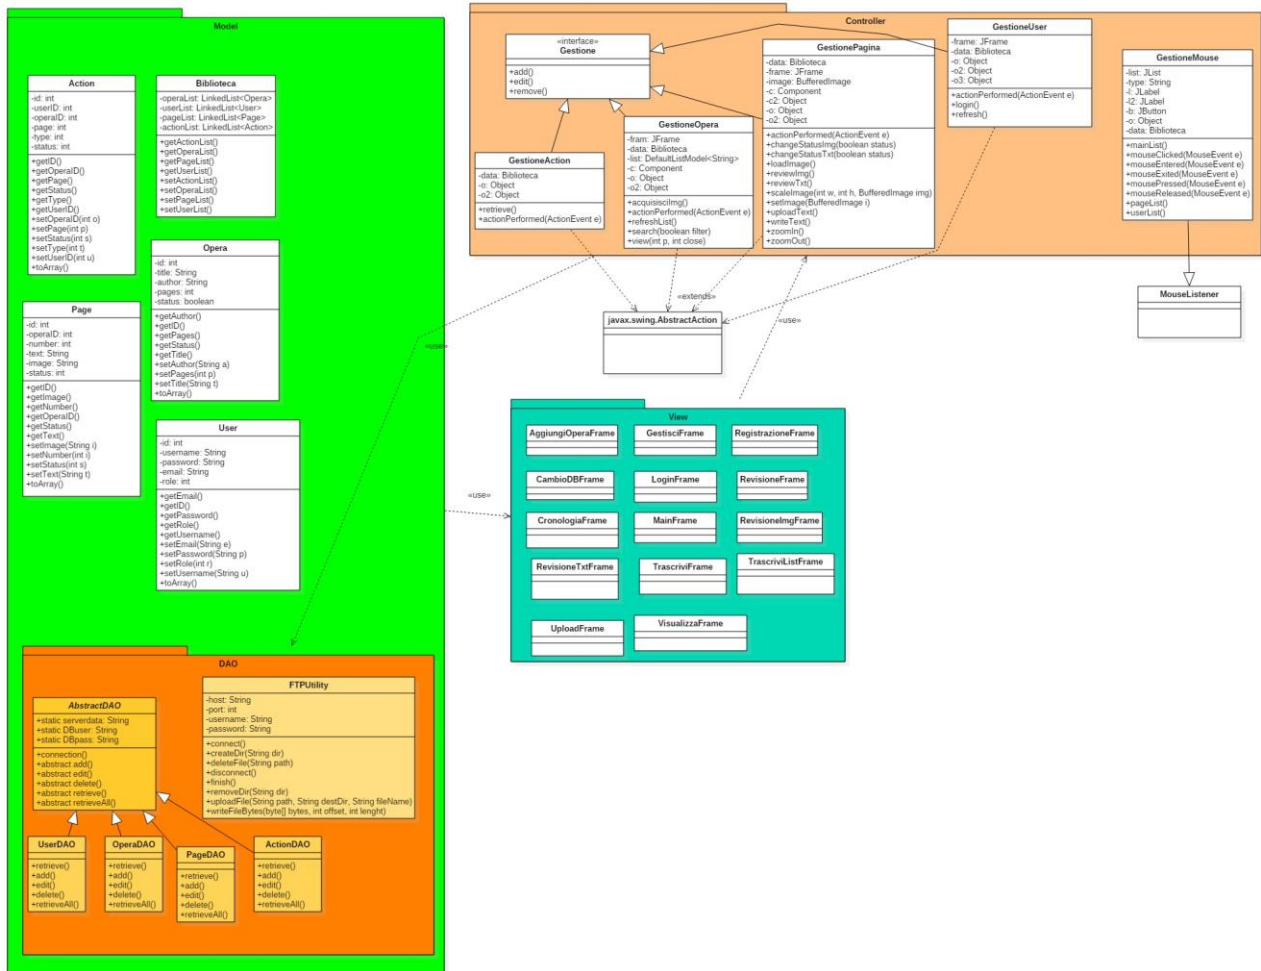 Model
Action
-id: int
-userID: int
-operaID: int
-page: int
-type: int
-status: int
+getID()
+getOperaID()
+getPage()
+getStatus()
+getType()
+getUserID()
+setOperaID(int o)
+setPage(int p)
+setStatus(int s)
+setType(int t)
+setUserID(int u)
+toArray()
Biblioteca
-operaList: LinkedList<Opera>
-userList: LinkedList<User>
-pageList: LinkedList<Page>
-actionList: LinkedList<Action>
+getActionList()
+getOperaList()
+getPageList()
+getUserList()
+setActionList()
+setOperaList()
+setPageList()
+setUserList()
Opera
-id: int
-title: String
-author: String
-pages: int
-status: boolean
+getAuthor()
+getID()
+getPages()
+getStatus()
+getTitle()
+setAuthor(String a)
+setPages(int p)
+setTitle(String t)
+toArray()
Page
-id: int
-operaID: int
-number: int
-text: String
-image: String
-status: int
+getID()
+getImage()
+getNumber()
+getOperaID()
+getStatus()
+getText()
+setImage(String i)
+setNumber(int i)
+setStatus(int s)
+setText(String t)
+toArray()
User
-id: int
-username: String
-password: String
-email: String
-role: int
+getEmail()
+getID()
+getPassword()
+getRole()
+getUsername()
+setEmail(String e)
+setPassword(String p)
+setRole(int r)
+setUsername(String u)
+toArray()
DAO
AbstractDAO
+static serverdata: String
+static DBuser: String
+static DBpass: String
+connection()
+abstract add()
+abstract edit()
+abstract delete()
+abstract retrieve()
+abstract retrieveAll()
FTPUtility
-host: String
-port: int
-username: String
-password: String
+connect()
+createDir(String dir)
+deleteFile(String path)
+disconnect()
+finish()
+removeDir(String dir)
+uploadFile(String path, String destDir, String fileName)
+writeFileBytes(byte[] bytes, int offset, int lenght)
UserDAO
+retrieve()
+add()
+edit()
+delete()
+retrieveAll()
OperaDAO
+retrieve()
+add()
+edit()
+delete()
+retrieveAll()
PageDAO
+retrieve()
+add()
+edit()
+delete()
+retrieveAll()
ActionDAO
+retrieve()
+add()
+edit()
+delete()
+retrieveAll()
Controller
«interface»
Gestione
+add()
+edit()
+remove()
GestioneAction
-data: Biblioteca
-o: Object
-o2: Object
+retrieve()
+actionPerformed(ActionEvent e)
GestioneOpera
-fram: JFrame
-data: Biblioteca
-list: DefaultListModel<String>
-c: Component
-o: Object
-o2: Object
+acquisisciImg()
+actionPerformed(ActionEvent e)
+refreshList()
+search(boolean filter)
+view(int p, int close)
GestionePagina
-data: Biblioteca
-frame: JFrame
-image: BufferedImage
-c: Component
-c2: Object
-o: Object
-o2: Object
+actionPerformed(ActionEvent e)
+changeStatusImg(boolean status)
+changeStatusTxt(boolean status)
+loadImage()
+reviewImg()
+reviewTxt()
+scaleImage(int w, int h, BufferedImage img)
+setImage(BufferedImage i)
+uploadText()
+writeText()
+zoomIn()
+zoomOut()
GestioneUser
-frame: JFrame
-data: Biblioteca
-o: Object
-o2: Object
-o3: Object
+actionPerformed(ActionEvent e)
+login()
+refresh()
GestioneMouse
-list: JList
-type: String
-l: JLabel
-l2: JLabel
-b: JButton
-o: Object
-data: Biblioteca
+mainList()
+mouseClicked(MouseEvent e)
+mouseEntered(MouseEvent e)
+mouseExited(MouseEvent e)
+mousePressed(MouseEvent e)
+mouseReleased(MouseEvent e)
+pageList()
+userList()
MouseListener
«extends»
javax.swing.AbstractAction
«use»
«use»
«use»
View
AggiungiOperaFrame
GestisciFrame
RegistrazioneFrame
CambioDBFrame
LoginFrame
RevisioneFrame
CronologiaFrame
MainFrame
RevisioneImgFrame
RevisioneTxtFrame
TrascriviFrame
TrascriviListFrame
UploadFrame
VisualizzaFrame